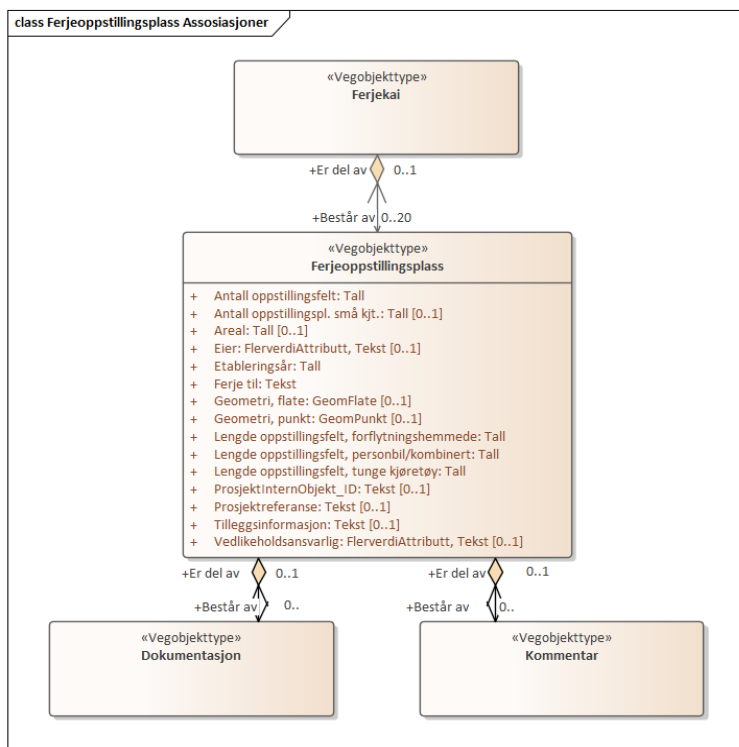 class Ferjeoppstillingsplass Assosiasjoner
«Vegobjekttype»
Ferjekai
+Er del av 0..1
+Består av 0..20
«Vegobjekttype»
Ferjeoppstillingsplass
+ Antall oppstillingsfelt: Tall
+ Antall oppstillingspl. små kjt.: Tall [0..1]
+ Areal: Tall [0..1]
+ Eier: FlerverdiAttributt, Tekst [0..1]
+ Etableringsår: Tall
+ Ferje til: Tekst
+ Geometri, flate: GeomFlate [0..1]
+ Geometri, punkt: GeomPunkt [0..1]
+ Lengde oppstillingsfelt, forflytningshemmede: Tall
+ Lengde oppstillingsfelt, personbil/kombinert: Tall
+ Lengde oppstillingsfelt, tunge kjøretøy: Tall
+ ProsjektInternObjekt_ID: Tekst [0..1]
+ Prosjektreferanse: Tekst [0..1]
+ Tilleggsinformasjon: Tekst [0..1]
+ Vedlikeholdsansvarlig: FlerverdiAttributt, Tekst [0..1]
+Er del av 0..1
+Består av 0..
«Vegobjekttype»
Dokumentasjon
+Er del av 0..1
+Består av 0..
«Vegobjekttype»
Kommentar